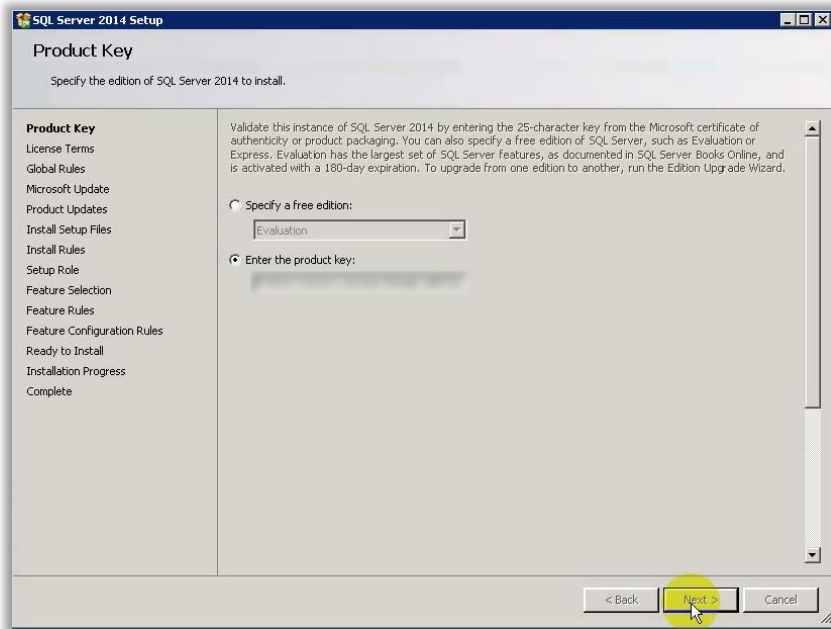 SQL Server 2014 Setup
Product Key
Specify the edition of SQL Server 2014 to install.
Product Key
License Terms
Global Rules
Microsoft Update
Product Updates
Install Setup Files
Install Rules
Setup Role
Feature Selection
Feature Rules
Feature Configuration Rules
Ready to Install
Installation Progress
Complete
Validate this instance of SQL Server 2014 by entering the 25-character key from the Microsoft certificate of
authenticity or product packaging. You can also specify a free edition of SQL Server, such as Evaluation or
Express. Evaluation has the largest set of SQL Server features, as documented in SQL Server Books Online, and
is activated with a 180-day expiration. To upgrade from one edition to another, run the Edition Upgrade Wizard.
Specify a free edition:
Evaluation
Enter the product key:
< Back
Next >
Cancel